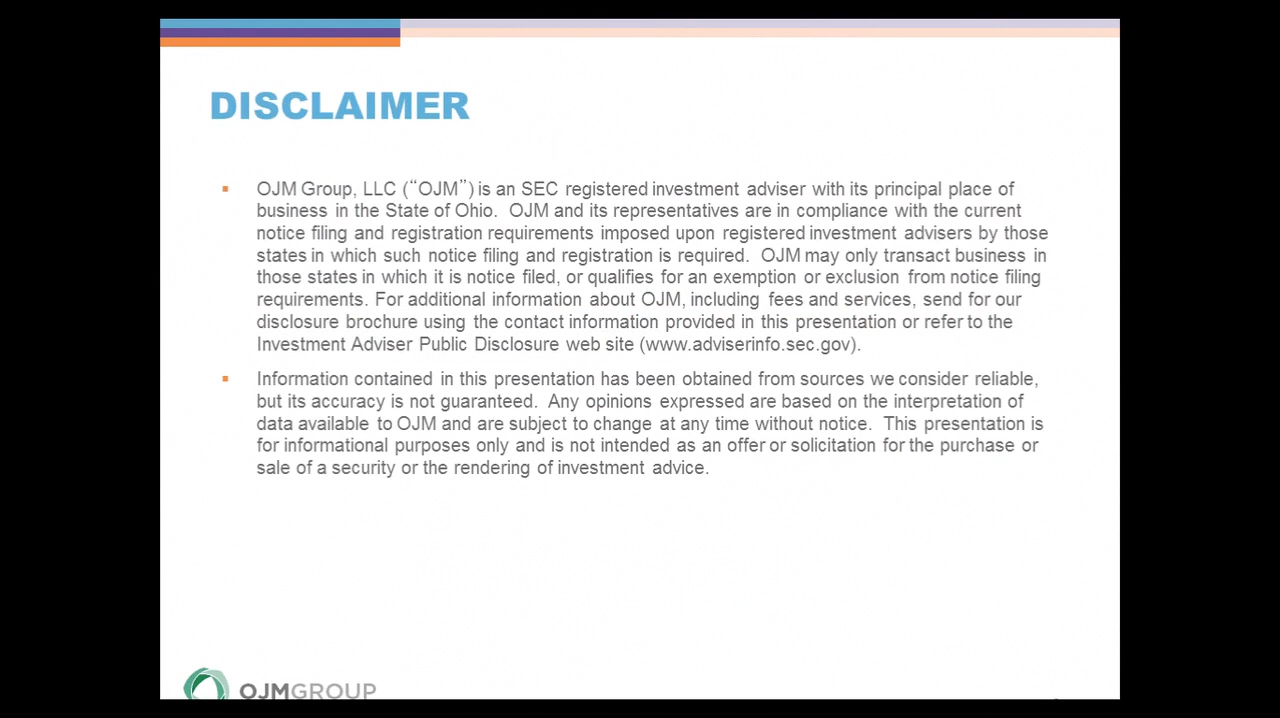 DISCLAIMER
▪ OJM Group, LLC (“OJM”) is an SEC registered investment adviser with its principal place of
business in the State of Ohio. OJM and its representatives are in compliance with the current
notice filing and registration requirements imposed upon registered investment advisers by those
states in which such notice filing and registration is required. OJM may only transact business in
those states in which it is notice filed, or qualifies for an exemption or exclusion from notice filing
requirements. For additional information about OJM, including fees and services, send for our
disclosure brochure using the contact information provided in this presentation or refer to the
Investment Adviser Public Disclosure web site (www.adviserinfo.sec.gov).
▪ Information contained in this presentation has been obtained from sources we consider reliable,
but its accuracy is not guaranteed. Any opinions expressed are based on the interpretation of
data available to OJM and are subject to change at any time without notice. This presentation is
for informational purposes only and is not intended as an offer or solicitation for the purchase or
sale of a security or the rendering of investment advice.
OJMGROUP